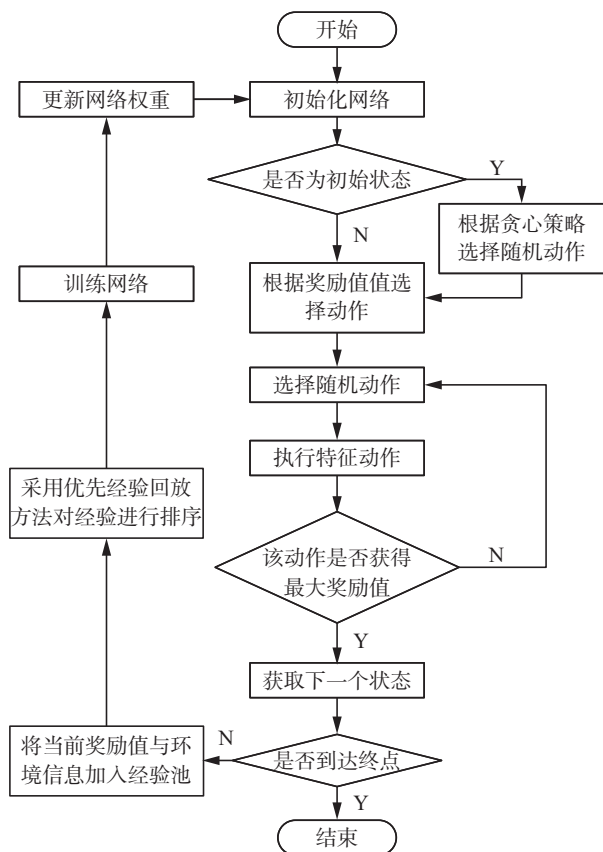 开始
更新网络权重
初始化网络
是否为初始状态
Y
根据贪心策略
选择随机动作
N
训练网络
根据奖励值值选
择动作
选择随机动作
执行特征动作
采用优先经验回放
方法对经验进行排序
该动作是否获得
最大奖励值
N
Y
获取下一个状态
将当前奖励值与环
境信息加入经验池
N
是否到达终点
Y
结束